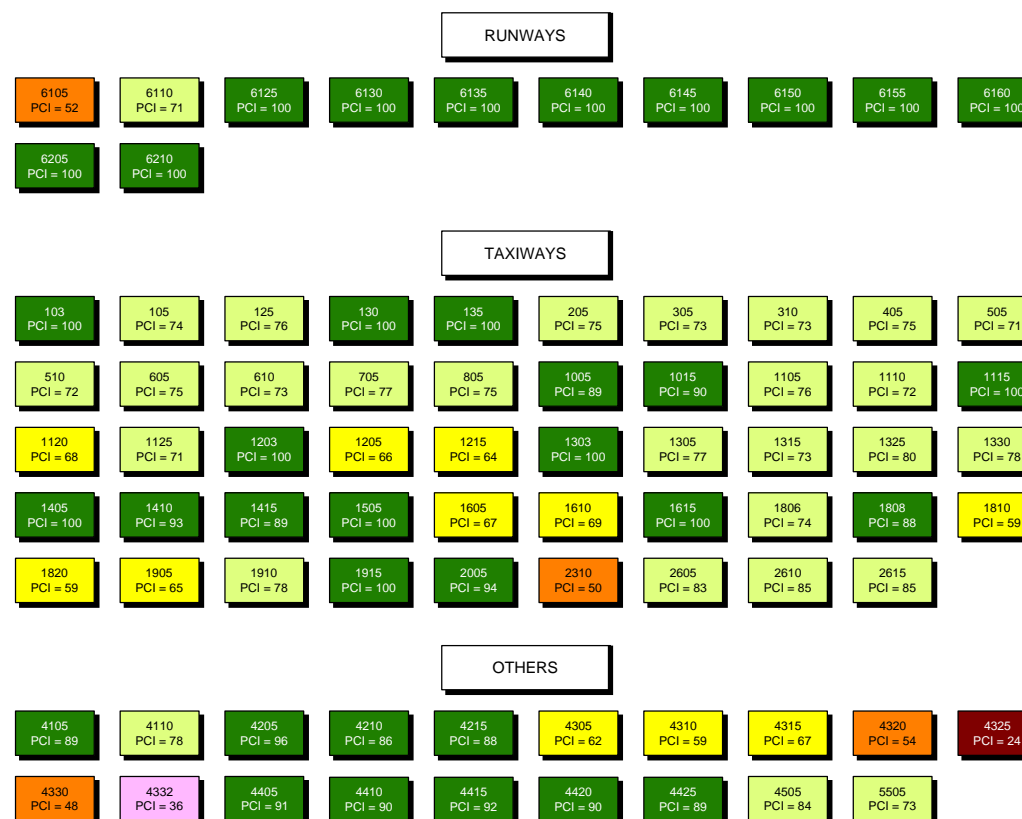 RUNWAYS
6105
PCI = 52
6110
PCI = 71
6125
PCI = 100
6130
PCI = 100
6135
PCI = 100
6140
PCI = 100
6145
PCI = 100
6150
PCI = 100
6155
PCI = 100
6160
PCI = 100
6205
PCI = 100
6210
PCI = 100
TAXIWAYS
103
PCI = 100
105
PCI = 74
125
PCI = 76
130
PCI = 100
135
PCI = 100
205
PCI = 75
305
PCI = 73
310
PCI = 73
405
PCI = 75
505
PCI = 71
510
PCI = 72
605
PCI = 75
610
PCI = 73
705
PCI = 77
805
PCI = 75
1005
PCI = 89
1015
PCI = 90
1105
PCI = 76
1110
PCI = 72
1115
PCI = 100
1120
PCI = 68
1125
PCI = 71
1203
PCI = 100
1205
PCI = 66
1215
PCI = 64
1303
PCI = 100
1305
PCI = 77
1315
PCI = 73
1325
PCI = 80
1330
PCI = 78
1405
PCI = 100
1410
PCI = 93
1415
PCI = 89
1505
PCI = 100
1605
PCI = 67
1610
PCI = 69
1615
PCI = 100
1806
PCI = 74
1808
PCI = 88
1810
PCI = 59
1820
PCI = 59
1905
PCI = 65
1910
PCI = 78
1915
PCI = 100
2005
PCI = 94
2310
PCI = 50
2605
PCI = 83
2610
PCI = 85
2615
PCI = 85
OTHERS
4105
PCI = 89
4110
PCI = 78
4205
PCI = 96
4210
PCI = 86
4215
PCI = 88
4305
PCI = 62
4310
PCI = 59
4315
PCI = 67
4320
PCI = 54
4325
PCI = 24
4330
PCI = 48
4332
PCI = 36
4405
PCI = 91
4410
PCI = 90
4415
PCI = 92
4420
PCI = 90
4425
PCI = 89
4505
PCI = 84
5505
PCI = 73